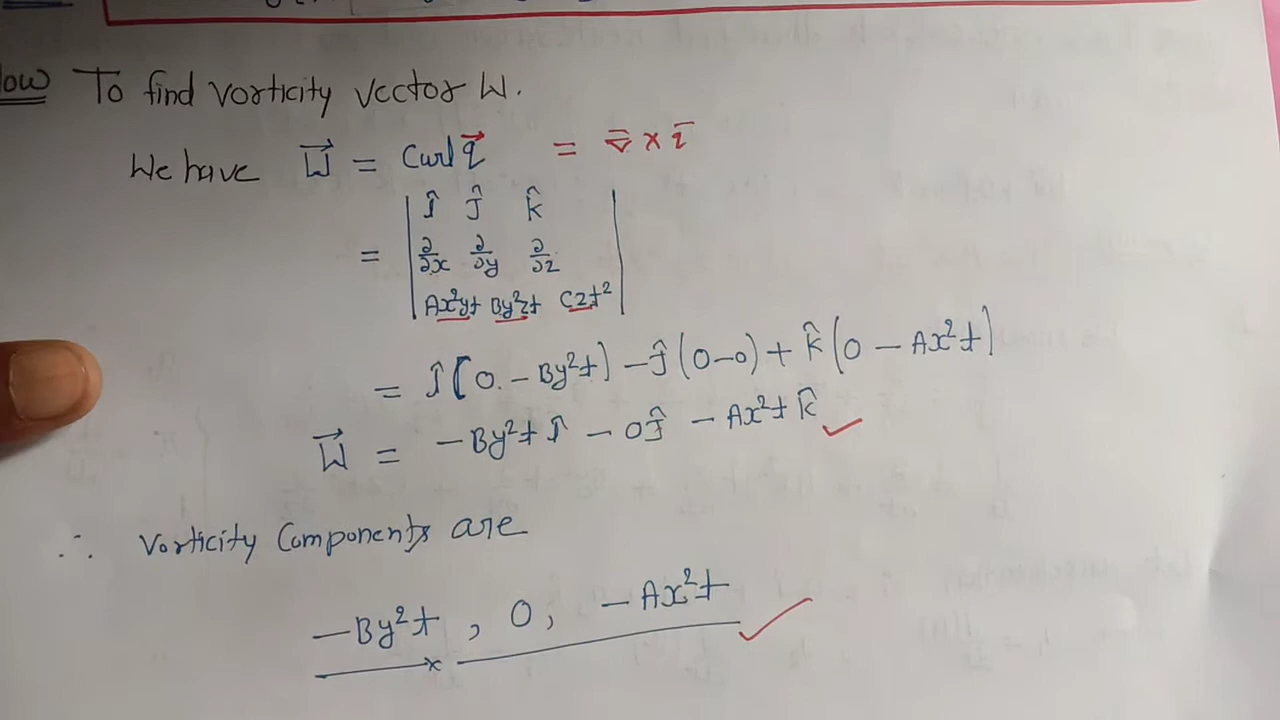 To find vorticity vector W.
We have W⃗ = Curl q⃗ = ∇̄ × q̄
= | î ĵ k̂ |
| ∂/∂x ∂/∂y ∂/∂z |
| Ax²yt By²zt Czt² |
= î [0 - By²t] - ĵ (0-0) + k̂ (0 - Ax²t)
W⃗ = -By²t î - 0ĵ - Ax²t k̂
∴ Vorticity Components are
-By²t , 0, -Ax²t